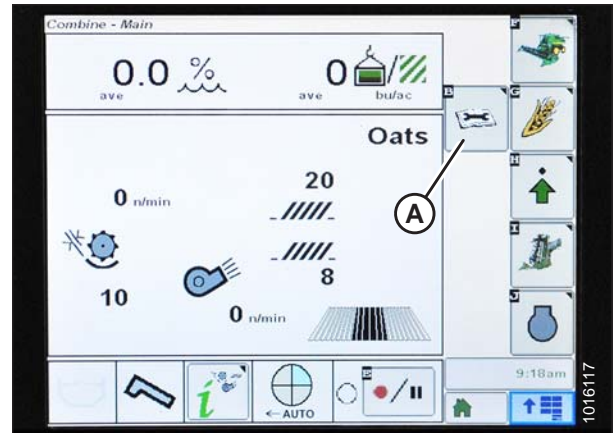 Combine - Main
0.0 %
ave
0
ave bu/ac
Oats
0 n/min
20
8
10
0 n/min
A
B
F
G
H
I
J
i
← AUTO
E
/
9:18am
1016117